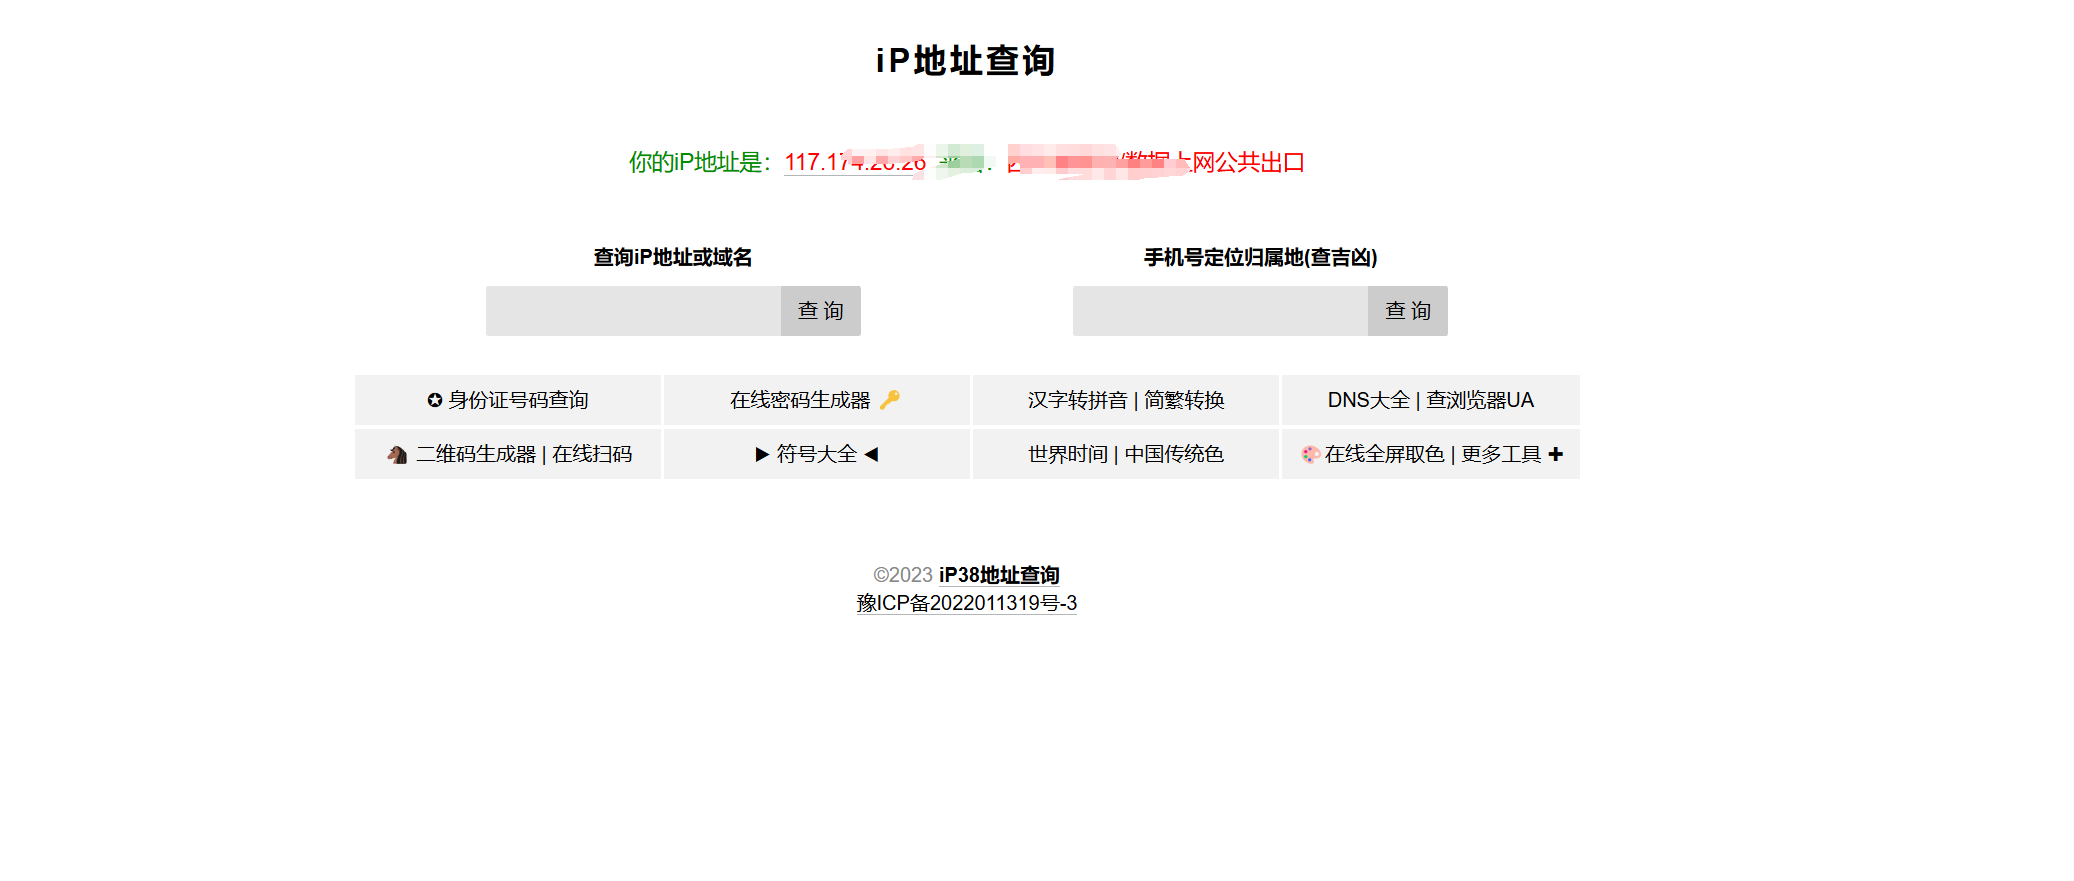 iP地址查询
你的iP地址是：117. 数据上网公共出口
查询iP地址或域名
手机号定位归属地(查吉凶)
查 询
查 询
✪ 身份证号码查询
在线密码生成器 🔑
汉字转拼音 | 简繁转换
DNS大全 | 查浏览器UA
🐴 二维码生成器 | 在线扫码
► 符号大全 ◄
世界时间 | 中国传统色
🎨在线全屏取色 | 更多工具 ✚
©2023 iP38地址查询
豫ICP备2022011319号-3